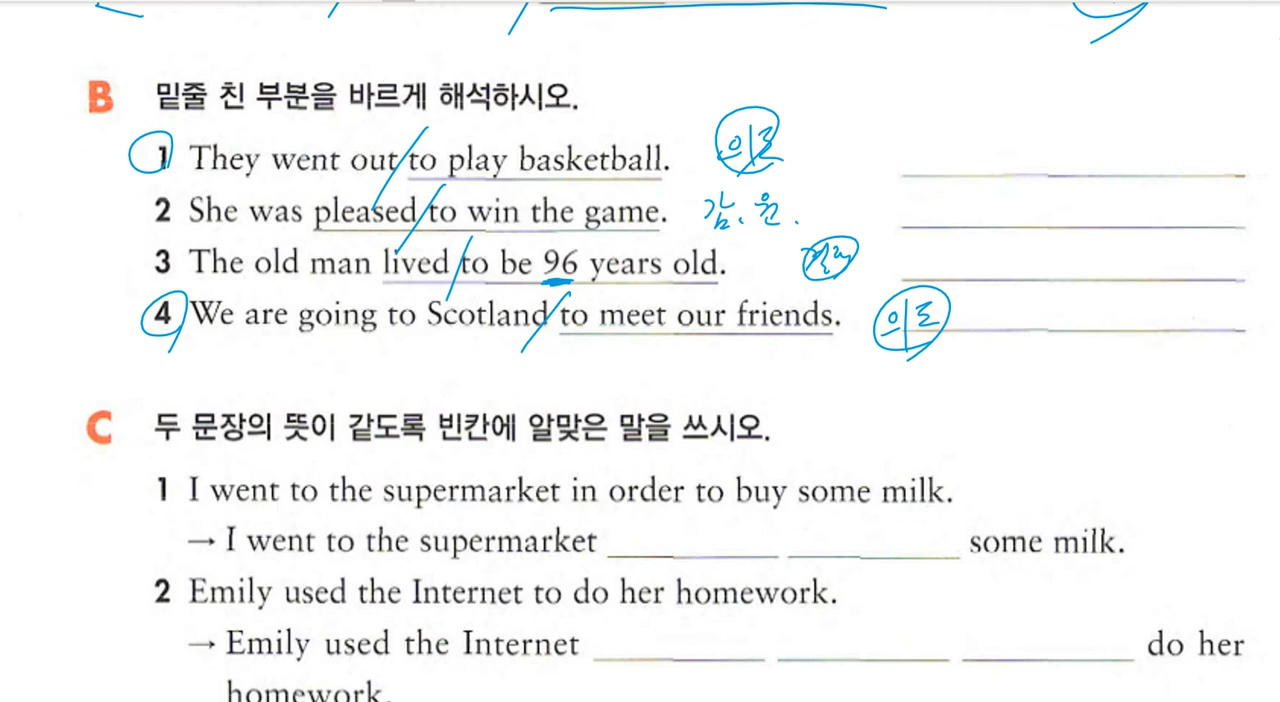 B 밑줄 친 부분을 바르게 해석하시오.
1 They went out to play basketball. 의도
2 She was pleased to win the game. 감.원.
3 The old man lived to be 96 years old.
4 We are going to Scotland to meet our friends. 의도
C 두 문장의 뜻이 같도록 빈칸에 알맞은 말을 쓰시오.
1 I went to the supermarket in order to buy some milk.
→ I went to the supermarket some milk.
2 Emily used the Internet to do her homework.
→ Emily used the Internet do her
homework.